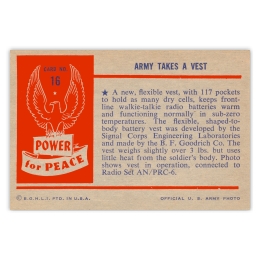 CARD NO.
16
POWER
for PEACE
ARMY TAKES A VEST
★ A new, flexible vest, with 117 pockets
to hold as many dry cells, keeps front-
line walkie-talkie radio batteries warm
and functioning normally in sub-zero
temperatures. The flexible, shaped-to-
body battery vest was developed by the
Signal Corps Engineering Laboratories
and made by the B. F. Goodrich Co. The
vest weighs slightly over 3 lbs. but uses
little heat from the soldier's body. Photo
shows vest in operation, connected to
Radio Set AN/PRC-6.
© B.G.H.L.I. PTD. IN U.S.A.
OFFICIAL U. S. ARMY PHOTO